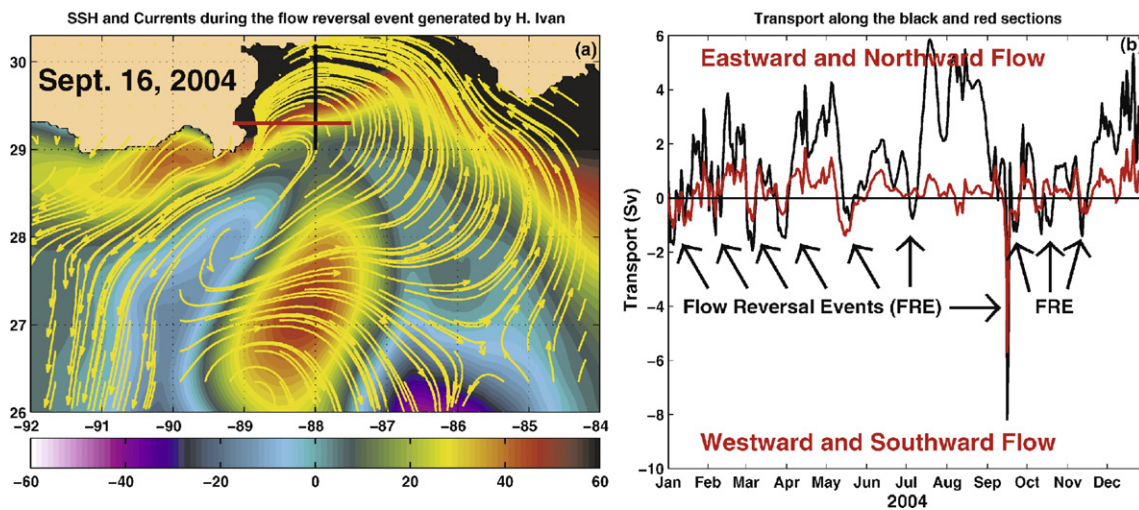 SSH and Currents during the flow reversal event generated by H. Ivan
(a)
Sept. 16, 2004
30
29
28
27
26
−92
−91
−90
−89
−88
−87
−86
−85
−84
−60
−40
−20
0
20
40
60
Transport along the black and red sections
(b)
Eastward and Northward Flow
Transport (Sv)
6
4
2
0
−2
−4
−6
−8
−10
Flow Reversal Events (FRE)
FRE
Westward and Southward Flow
Jan Feb Mar Apr May Jun Jul Aug Sep Oct Nov Dec
2004